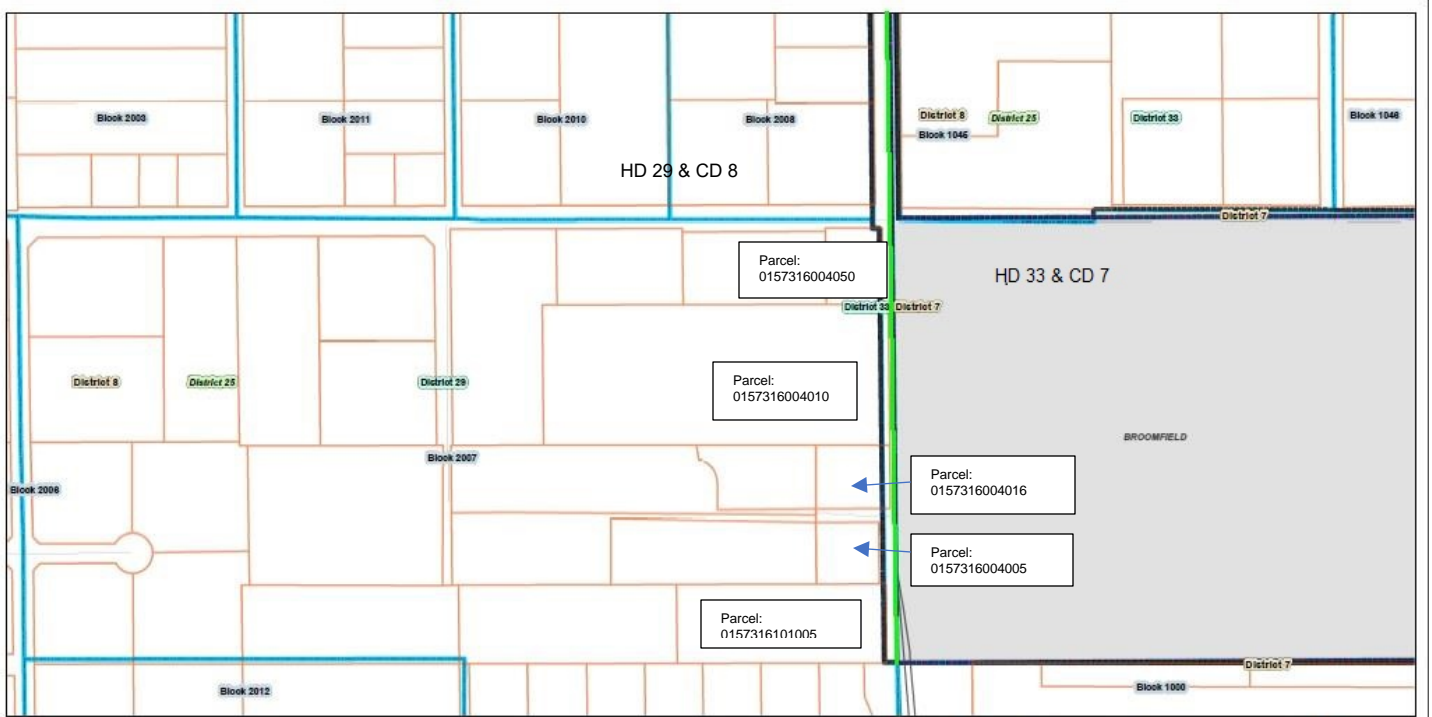 Block 2003
Block 2011
Block 2010
Block 2008
District 8
District 25
District 33
Block 1046
Block 1046
HD 29 & CD 8
District 7
Parcel:
0157316004050
HD 33 & CD 7
District 33
District 7
Parcel:
0157316004010
District 8
District 25
District 29
BROOMFIELD
Block 2007
Block 2006
Parcel:
0157316004016
Parcel:
0157316004005
Parcel:
0157316101005
District 7
Block 2012
Block 1000